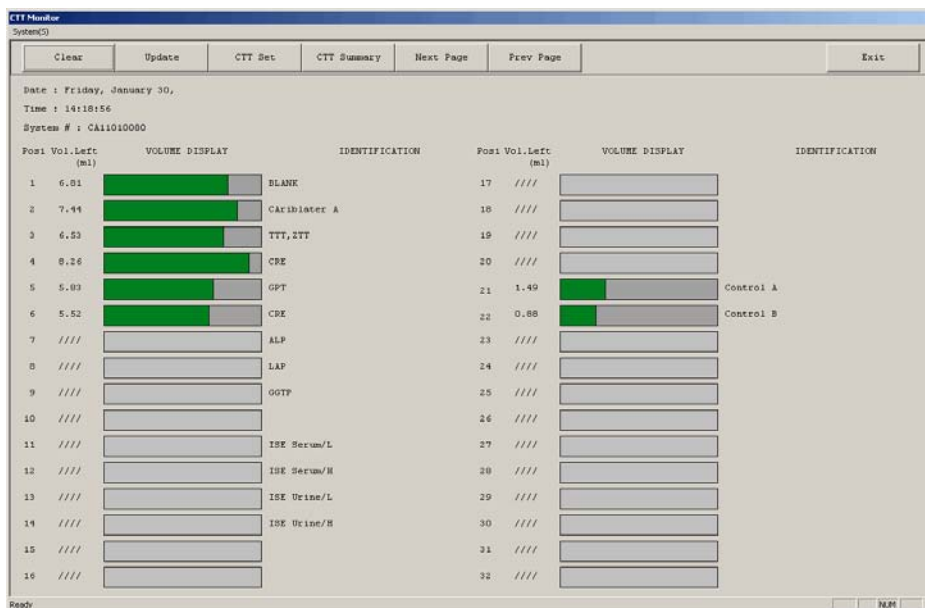 CTT Monitor
System(S)
Clear Update CTT Set CTT Summary Next Page Prev Page Exit
Date : Friday, January 30,
Time : 14:18:56
System # : CA11010080
Posi Vol.Left VOLUME DISPLAY IDENTIFICATION Posi Vol.Left VOLUME DISPLAY IDENTIFICATION
(ml) (ml)
1 6.81 BLANK 17 ////
2 7.44 CAriblater A 18 ////
3 6.53 TTT,ZTT 19 ////
4 8.26 CRE 20 ////
5 5.83 GPT 21 1.49 Control A
6 5.52 CRE 22 0.88 Control B
7 //// ALP 23 ////
8 //// LAP 24 ////
9 //// GGTP 25 ////
10 //// 26 ////
11 //// ISE Serum/L 27 ////
12 //// ISE Serum/H 28 ////
13 //// ISE Urine/L 29 ////
14 //// ISE Urine/H 30 ////
15 //// 31 ////
16 //// 32 ////
Ready NUM